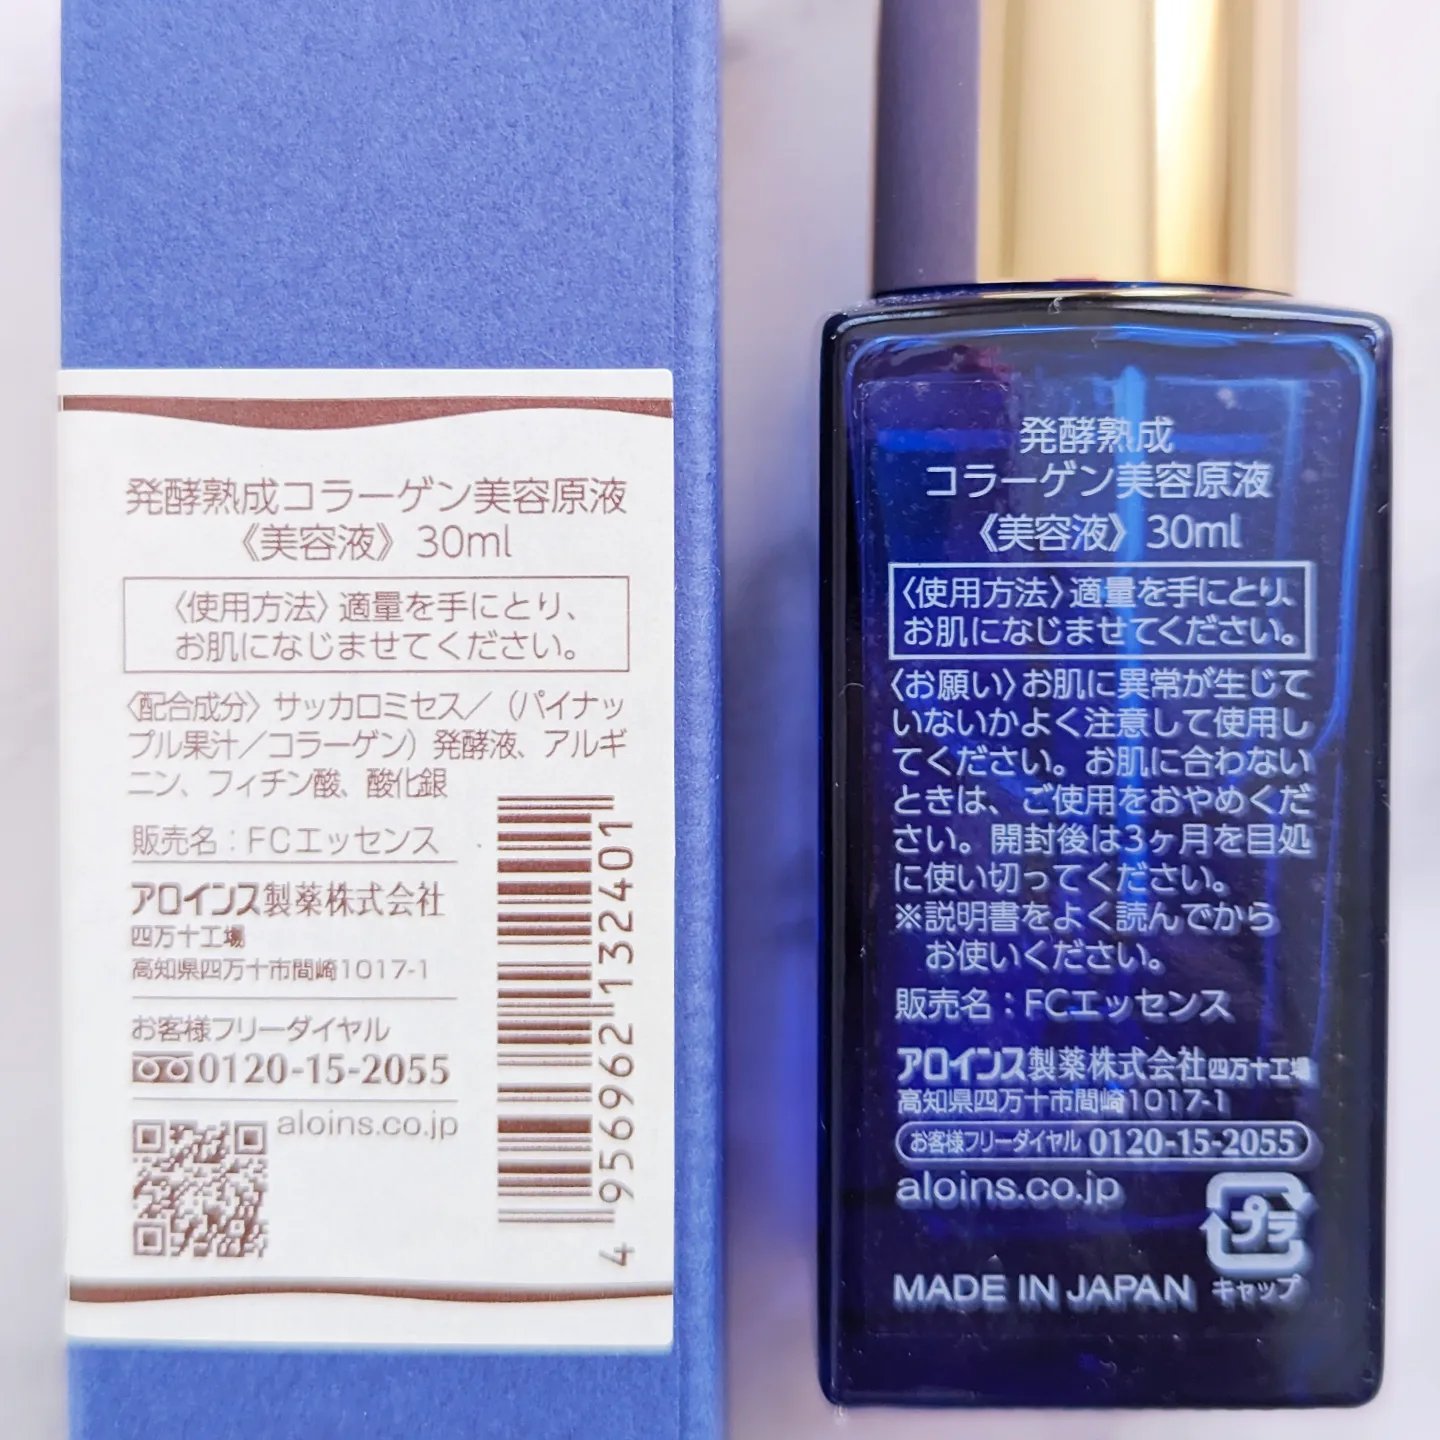 発酵熟成コラーゲン美容原液
《美容液》30ml
〈使用方法〉適量を手にとり、
お肌になじませてください。
〈配合成分〉サッカロミセス／（パイナッ
プル果汁／コラーゲン）発酵液、アルギ
ニン、フィチン酸、酸化銀
販売名：FCエッセンス
アロインス製薬株式会社
四万十工場
高知県四万十市間崎1017-1
お客様フリーダイヤル
0120-15-2055
aloins.co.jp
4956962132401
発酵熟成
コラーゲン美容原液
《美容液》30ml
〈使用方法〉適量を手にとり、
お肌になじませてください。
〈お願い〉お肌に異常が生じて
いないかよく注意して使用し
てください。お肌に合わない
ときは、ご使用をおやめくだ
さい。開封後は3ヶ月を目処
に使い切ってください。
※説明書をよく読んでから
お使いください。
販売名：FCエッセンス
アロインス製薬株式会社四万十工場
高知県四万十市間崎1017-1
お客様フリーダイヤル 0120-15-2055
aloins.co.jp
プラ
MADE IN JAPAN キャップ